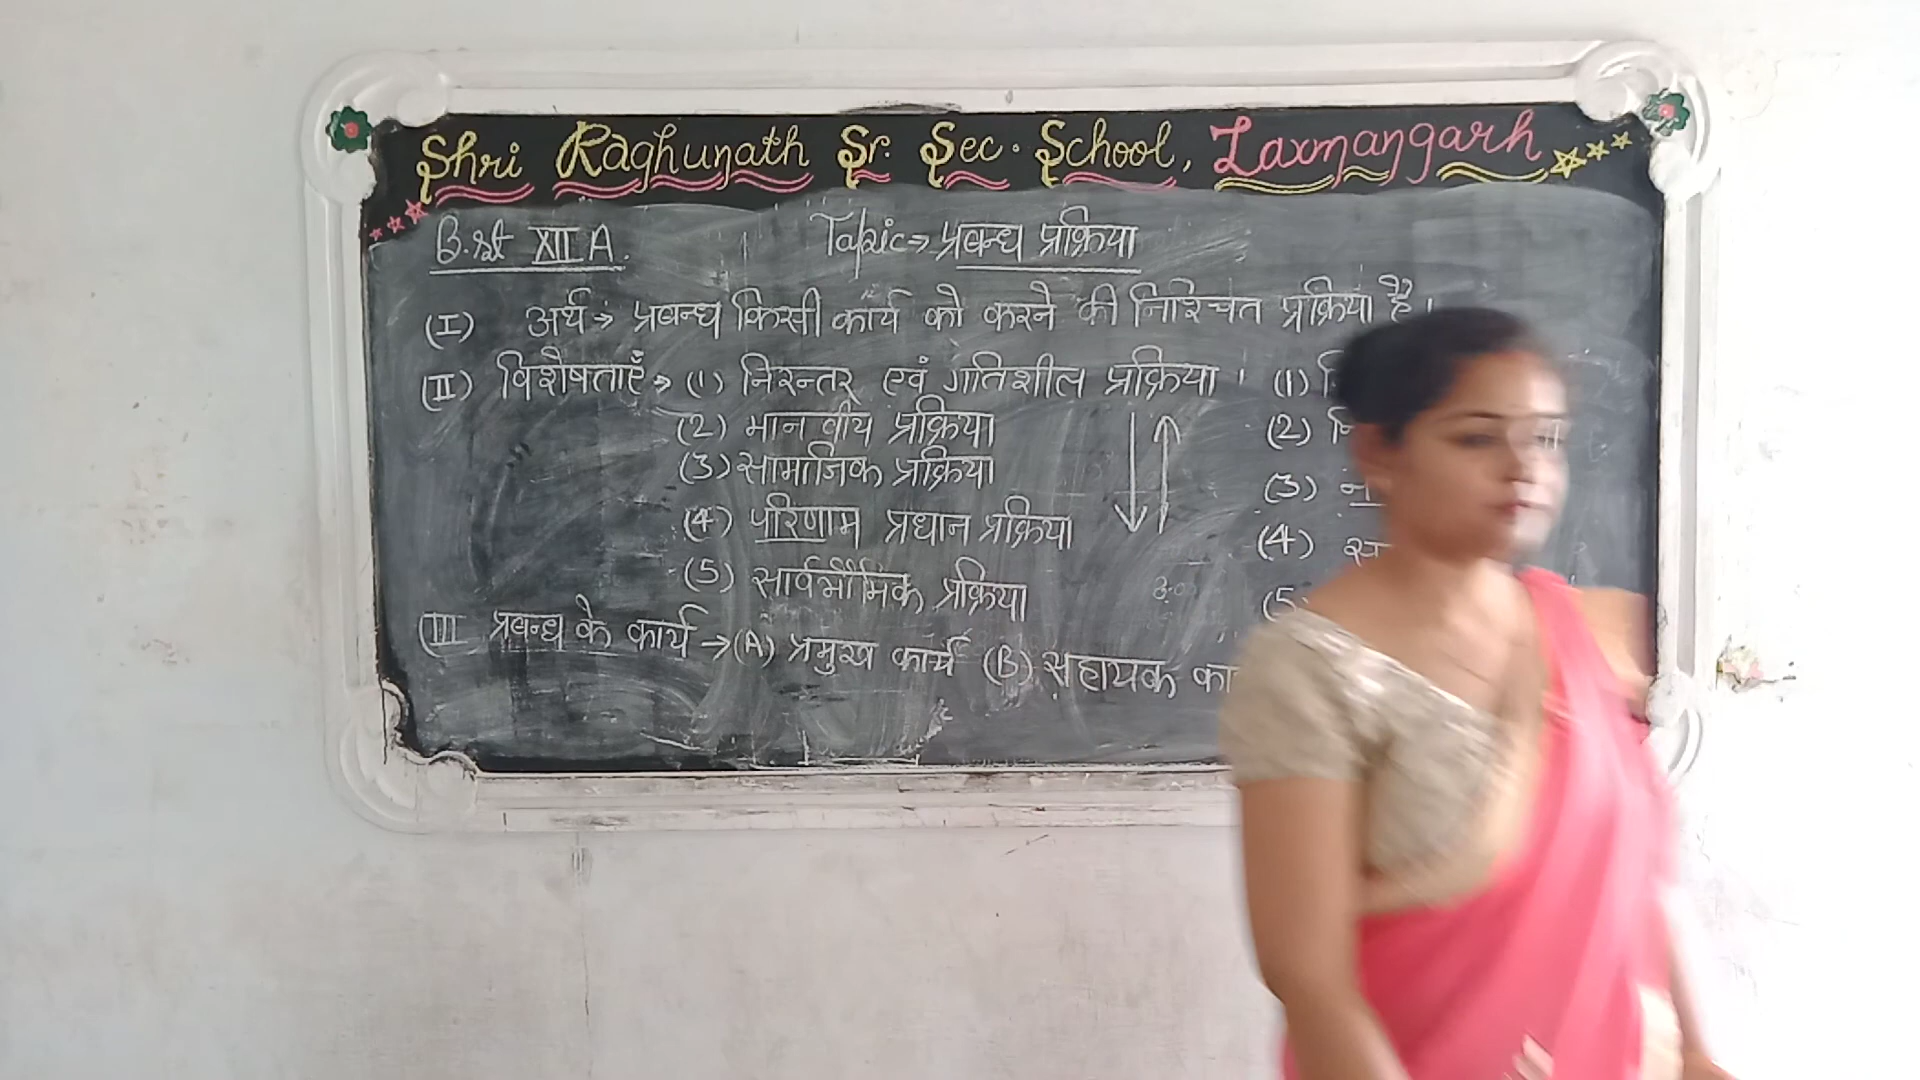 Shri Raghunath Sr. Sec. School, Laxmangarh
B.st XII A. Topic→ प्रबन्ध प्रक्रिया
(I) अर्थ→ प्रबन्ध किसी कार्य को करने की निश्चित प्रक्रिया है।
(II) विशेषताएँ→ (1) निरन्तर एवं गतिशील प्रक्रिया। (1)
(2) मानवीय प्रक्रिया (2)
(3) सामाजिक प्रक्रिया (3)
(4) परिणाम प्रधान प्रक्रिया (4)
(5) सार्वभौमिक प्रक्रिया (5
(III प्रबन्ध के कार्य →(A) प्रमुख कार्य (B) सहायक